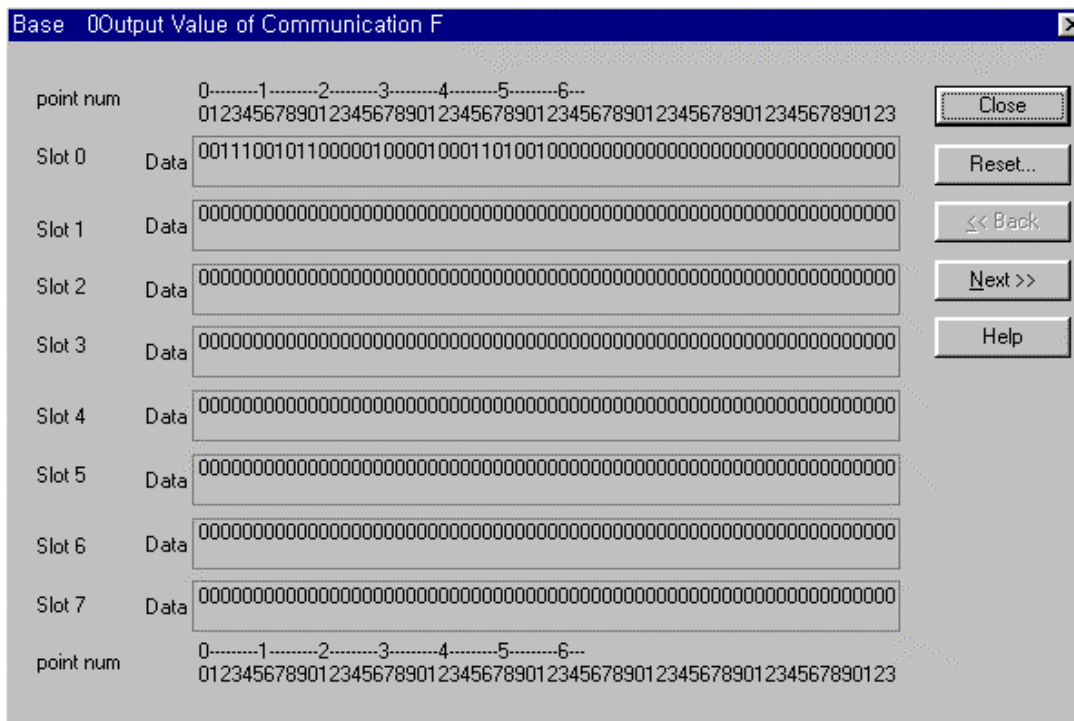 Base 0Output Value of Communication F
point num
0--------1--------2--------3--------4--------5--------6---
0123456789012345678901234567890123456789012345678901234567890123
Close
Slot 0 Data 0011100101100000100001000110100100000000000000000000000000000000
Reset...
Slot 1 Data 0000000000000000000000000000000000000000000000000000000000000000
<< Back
Slot 2 Data 0000000000000000000000000000000000000000000000000000000000000000
Next >>
Slot 3 Data 0000000000000000000000000000000000000000000000000000000000000000
Help
Slot 4 Data 0000000000000000000000000000000000000000000000000000000000000000
Slot 5 Data 0000000000000000000000000000000000000000000000000000000000000000
Slot 6 Data 0000000000000000000000000000000000000000000000000000000000000000
Slot 7 Data 0000000000000000000000000000000000000000000000000000000000000000
point num
0--------1--------2--------3--------4--------5--------6---
0123456789012345678901234567890123456789012345678901234567890123